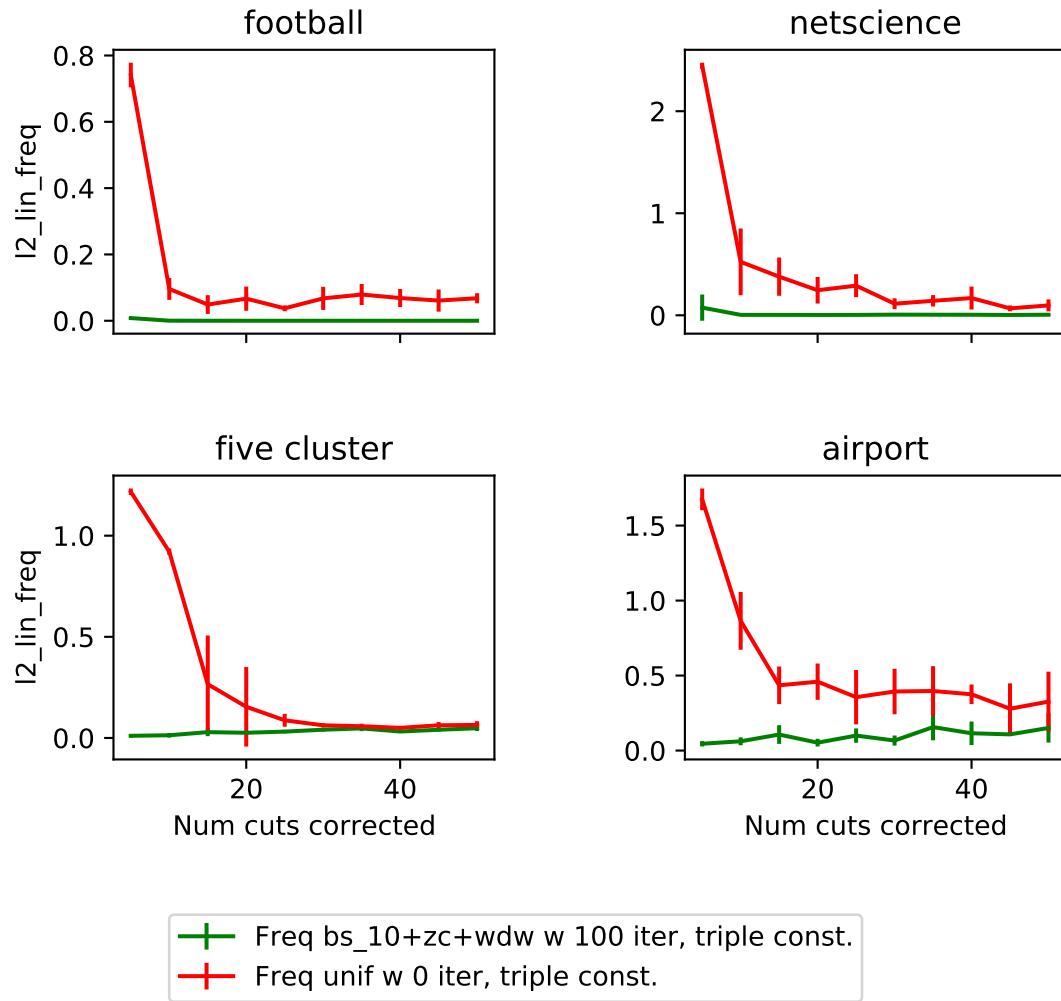 football
netscience
l2_lin_freq
0.8
0.6
0.4
0.2
0.0
2
1
0
five cluster
airport
l2_lin_freq
1.0
0.5
0.0
1.5
1.0
0.5
0.0
20
40
20
40
Num cuts corrected
Num cuts corrected
Freq bs_10+zc+wdw w 100 iter, triple const.
Freq unif w 0 iter, triple const.